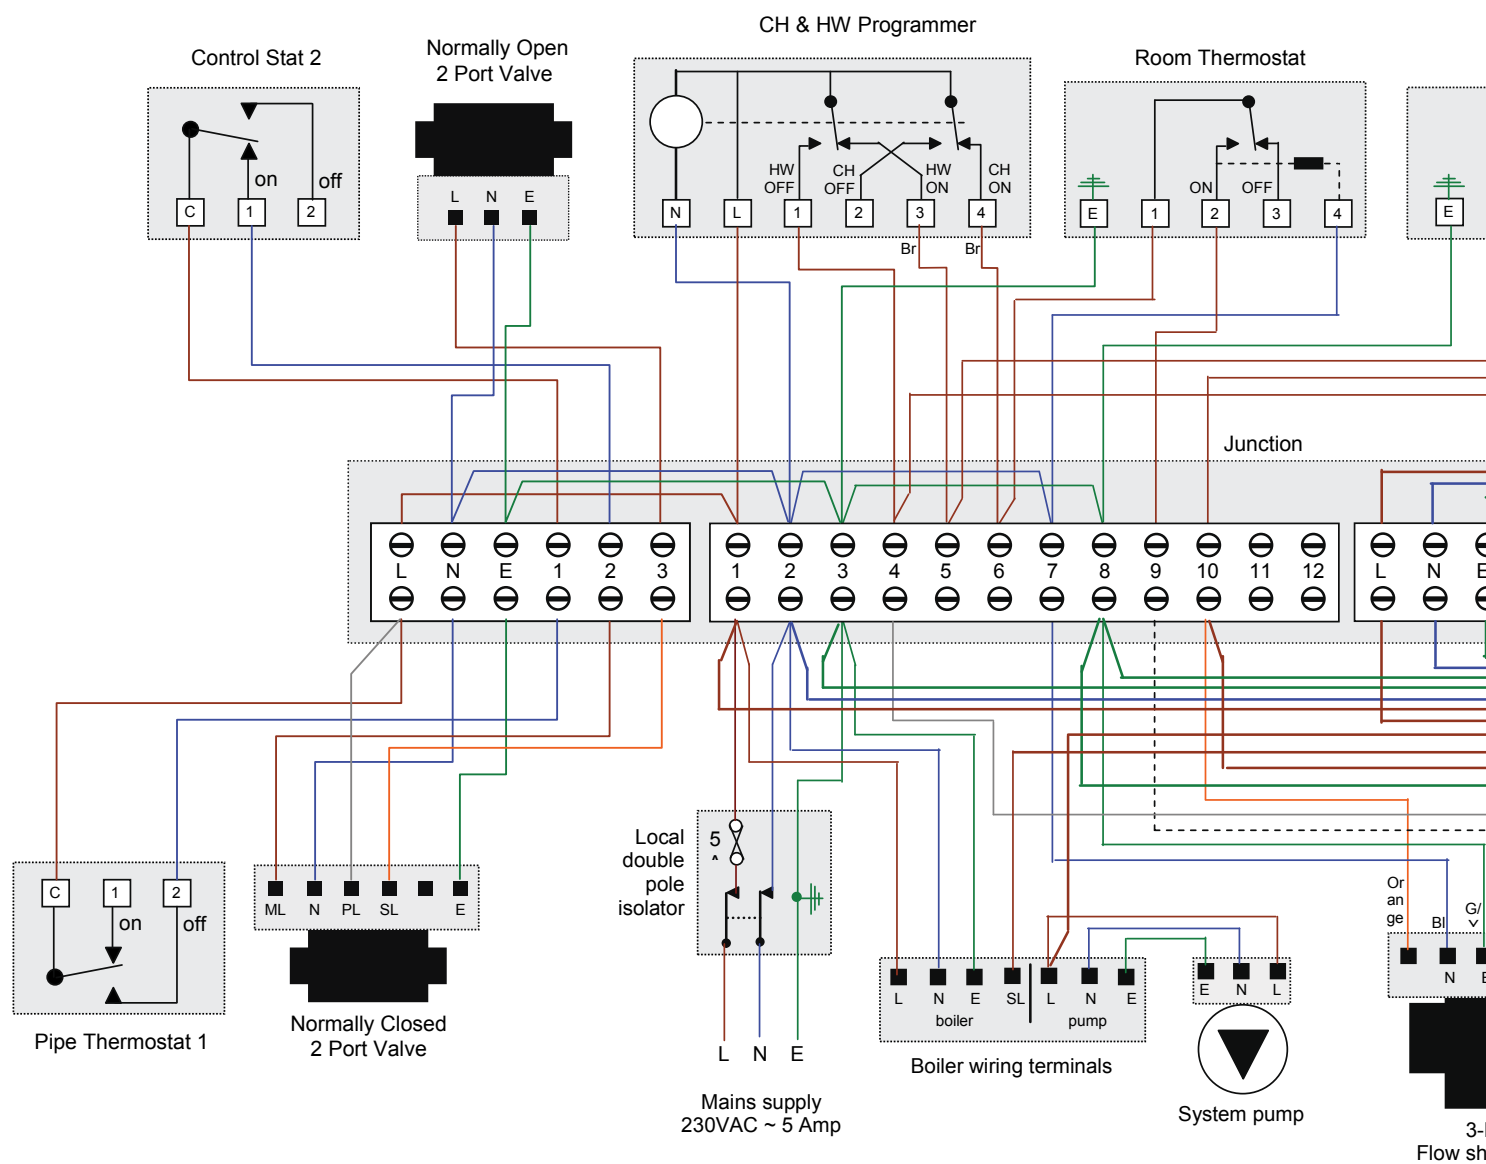 CH & HW Programmer
Control Stat 2
Normally Open
2 Port Valve
Room Thermostat
on
off
C
1
2
L
N
E
HW
OFF
CH
OFF
HW
ON
CH
ON
N
L
1
2
3
4
Br
Br
ON
OFF
E
1
2
3
4
E
Junction
L
N
E
1
2
3
1
2
3
4
5
6
7
8
9
10
11
12
L
N
E
C
1
2
on
off
Pipe Thermostat 1
ML
N
PL
SL
E
Normally Closed
2 Port Valve
Local
double
pole
isolator
5
L N E
Mains supply
230VAC ~ 5 Amp
L
N
E
SL
L
N
E
boiler
pump
Boiler wiring terminals
E
N
L
System pump
Or
an
ge
Bl
G/
N
E
Flow